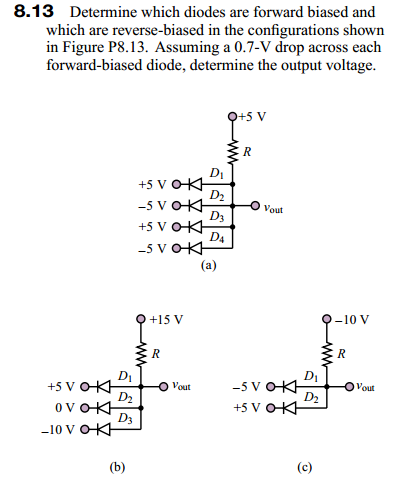 8.13 Determine which diodes are forward biased and
which are reverse-biased in the configurations shown
in Figure P8.13. Assuming a 0.7-V drop across each
forward-biased diode, determine the output voltage.
+5 V
R
D1
+5 V
D2
–5 V
vout
D3
+5 V
D4
–5 V
(a)
+15 V
R
D1
+5 V
vout
D2
0 V
D3
–10 V
(b)
–10 V
R
D1
–5 V
vout
D2
+5 V
(c)